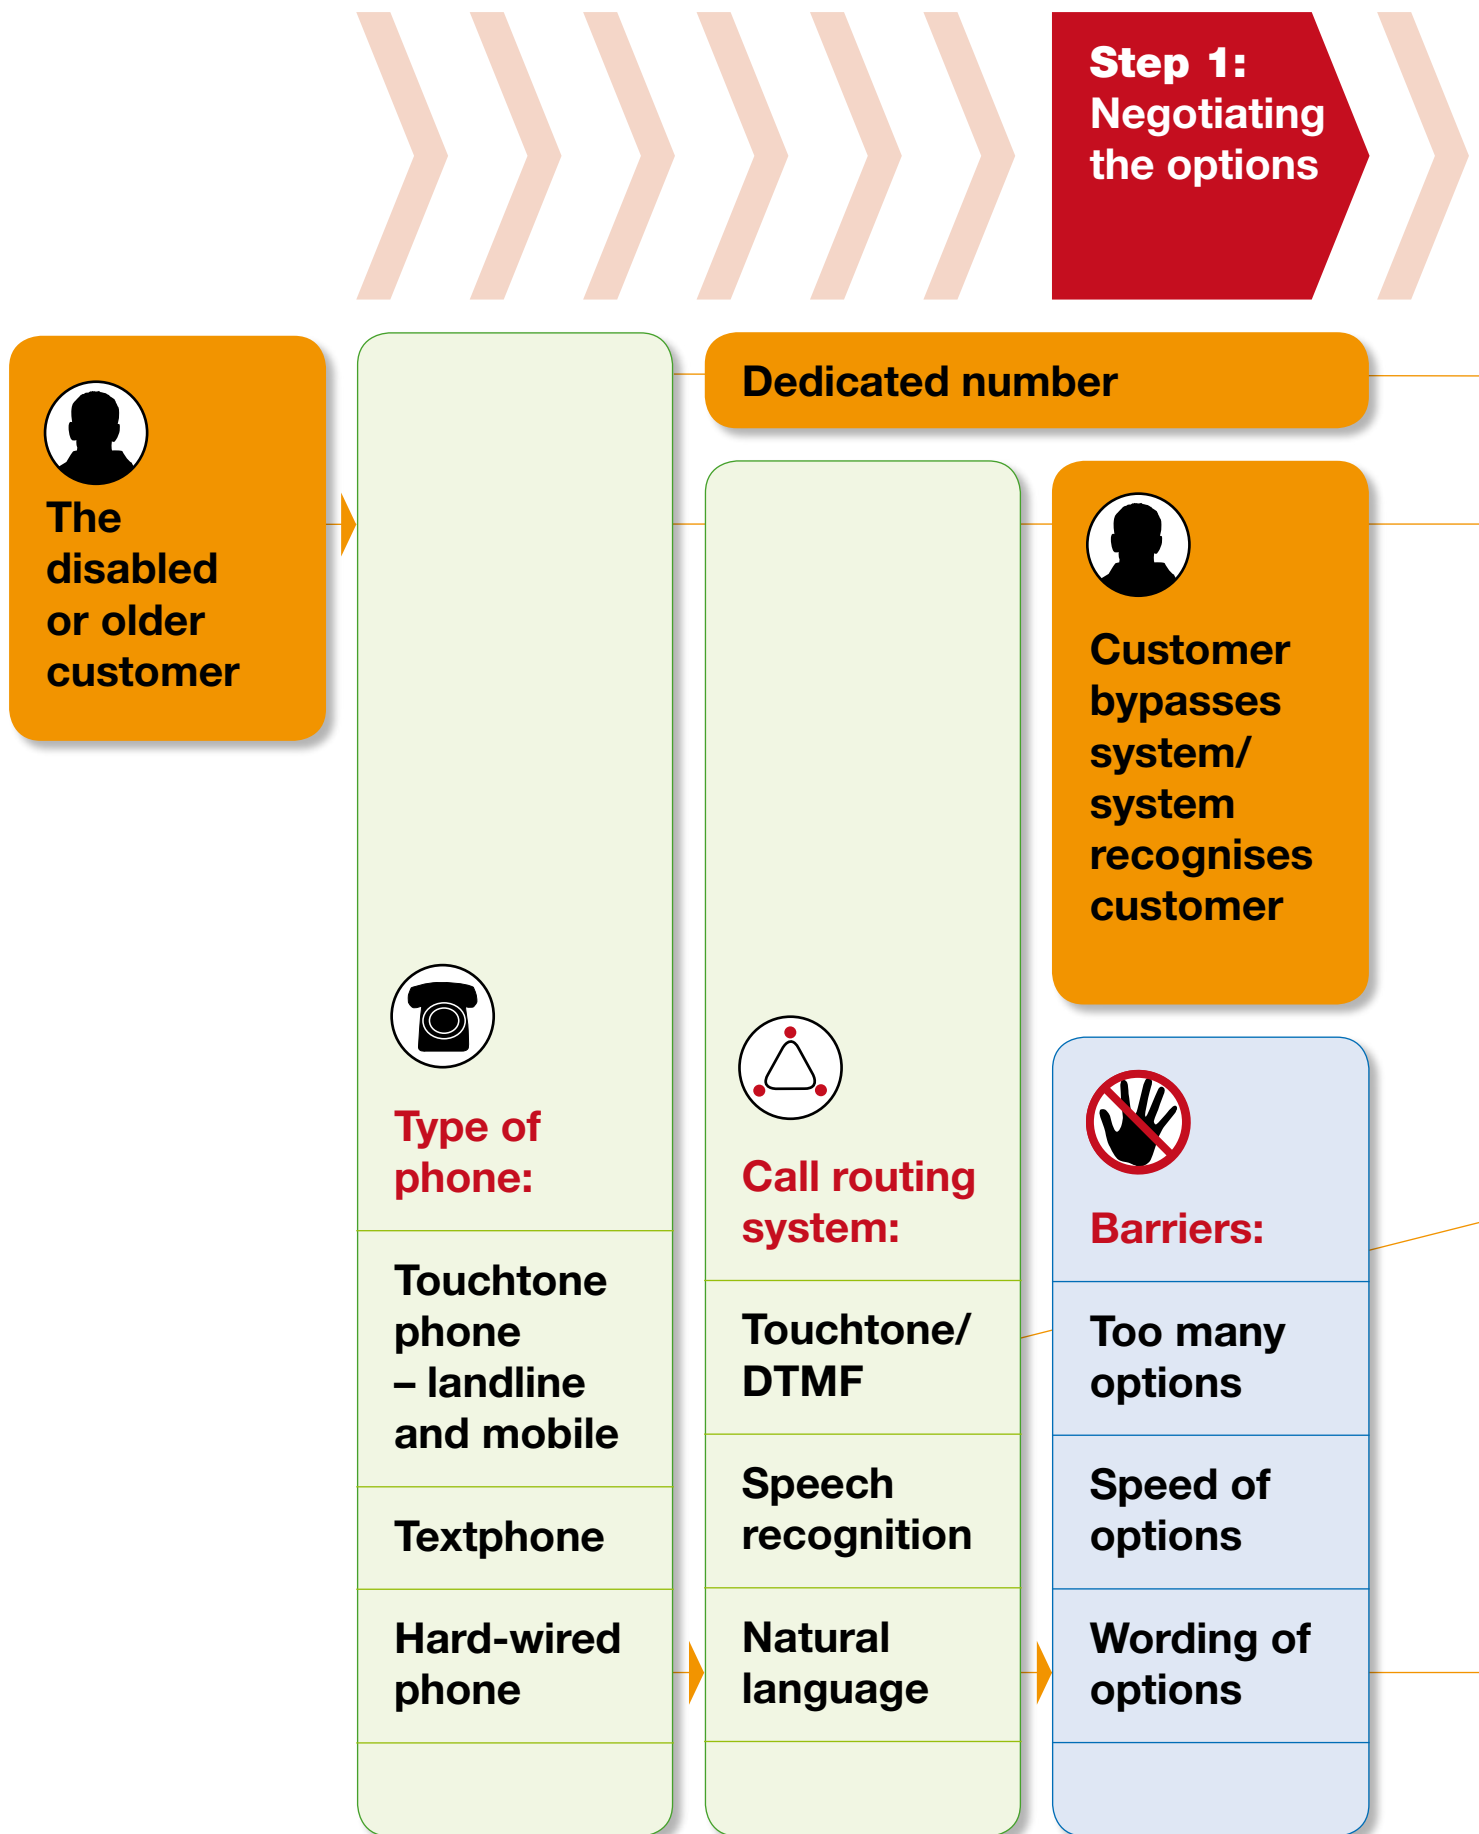 Step 1:
Negotiating
the options
Dedicated number
The
disabled
or older
customer
Customer
bypasses
system/
system
recognises
customer
Type of
phone:
Touchtone
phone
– landline
and mobile
Textphone
Hard-wired
phone
Call routing
system:
Touchtone/
DTMF
Speech
recognition
Natural
language
Barriers:
Too many
options
Speed of
options
Wording of
options